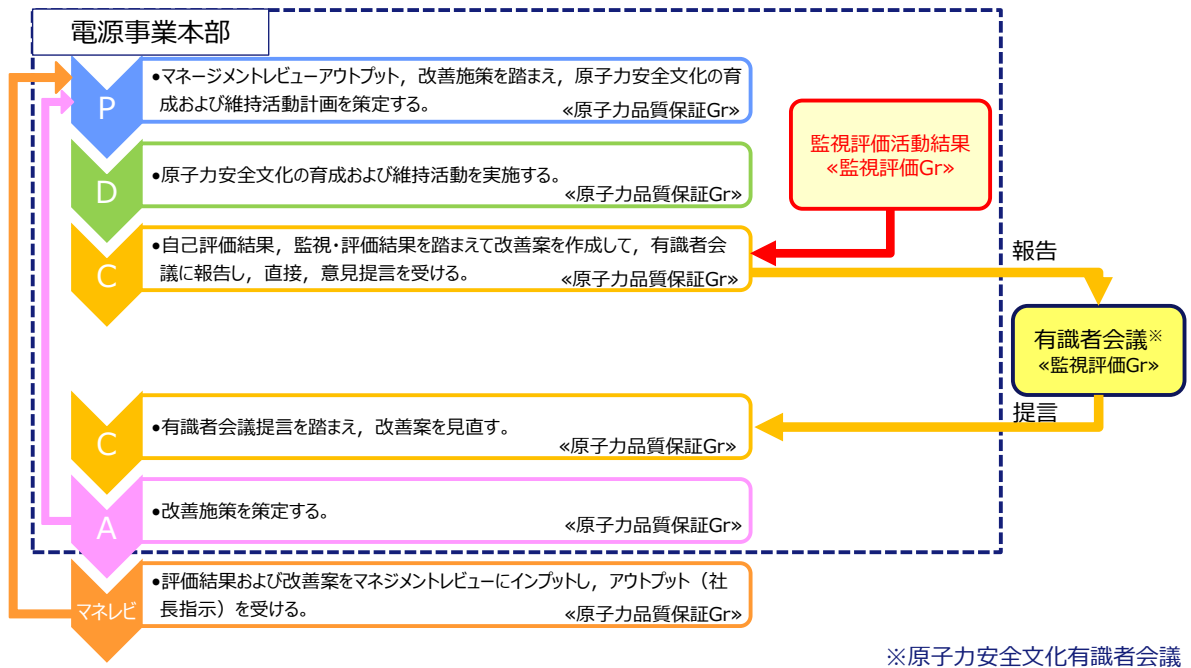 電源事業本部
P
•マネージメントレビューアウトプット，改善施策を踏まえ，原子力安全文化の育
成および維持活動計画を策定する。
≪原子力品質保証Gr≫
監視評価活動結果
≪監視評価Gr≫
D
•原子力安全文化の育成および維持活動を実施する。
≪原子力品質保証Gr≫
C
•自己評価結果，監視・評価結果を踏まえて改善案を作成して，有識者会
議に報告し，直接，意見提言を受ける。
≪原子力品質保証Gr≫
報告
有識者会議※
≪監視評価Gr≫
提言
C
•有識者会議提言を踏まえ，改善案を見直す。
≪原子力品質保証Gr≫
A
•改善施策を策定する。
≪原子力品質保証Gr≫
マネレビ
•評価結果および改善案をマネジメントレビューにインプットし，アウトプット（社
長指示）を受ける。
≪原子力品質保証Gr≫
※原子力安全文化有識者会議